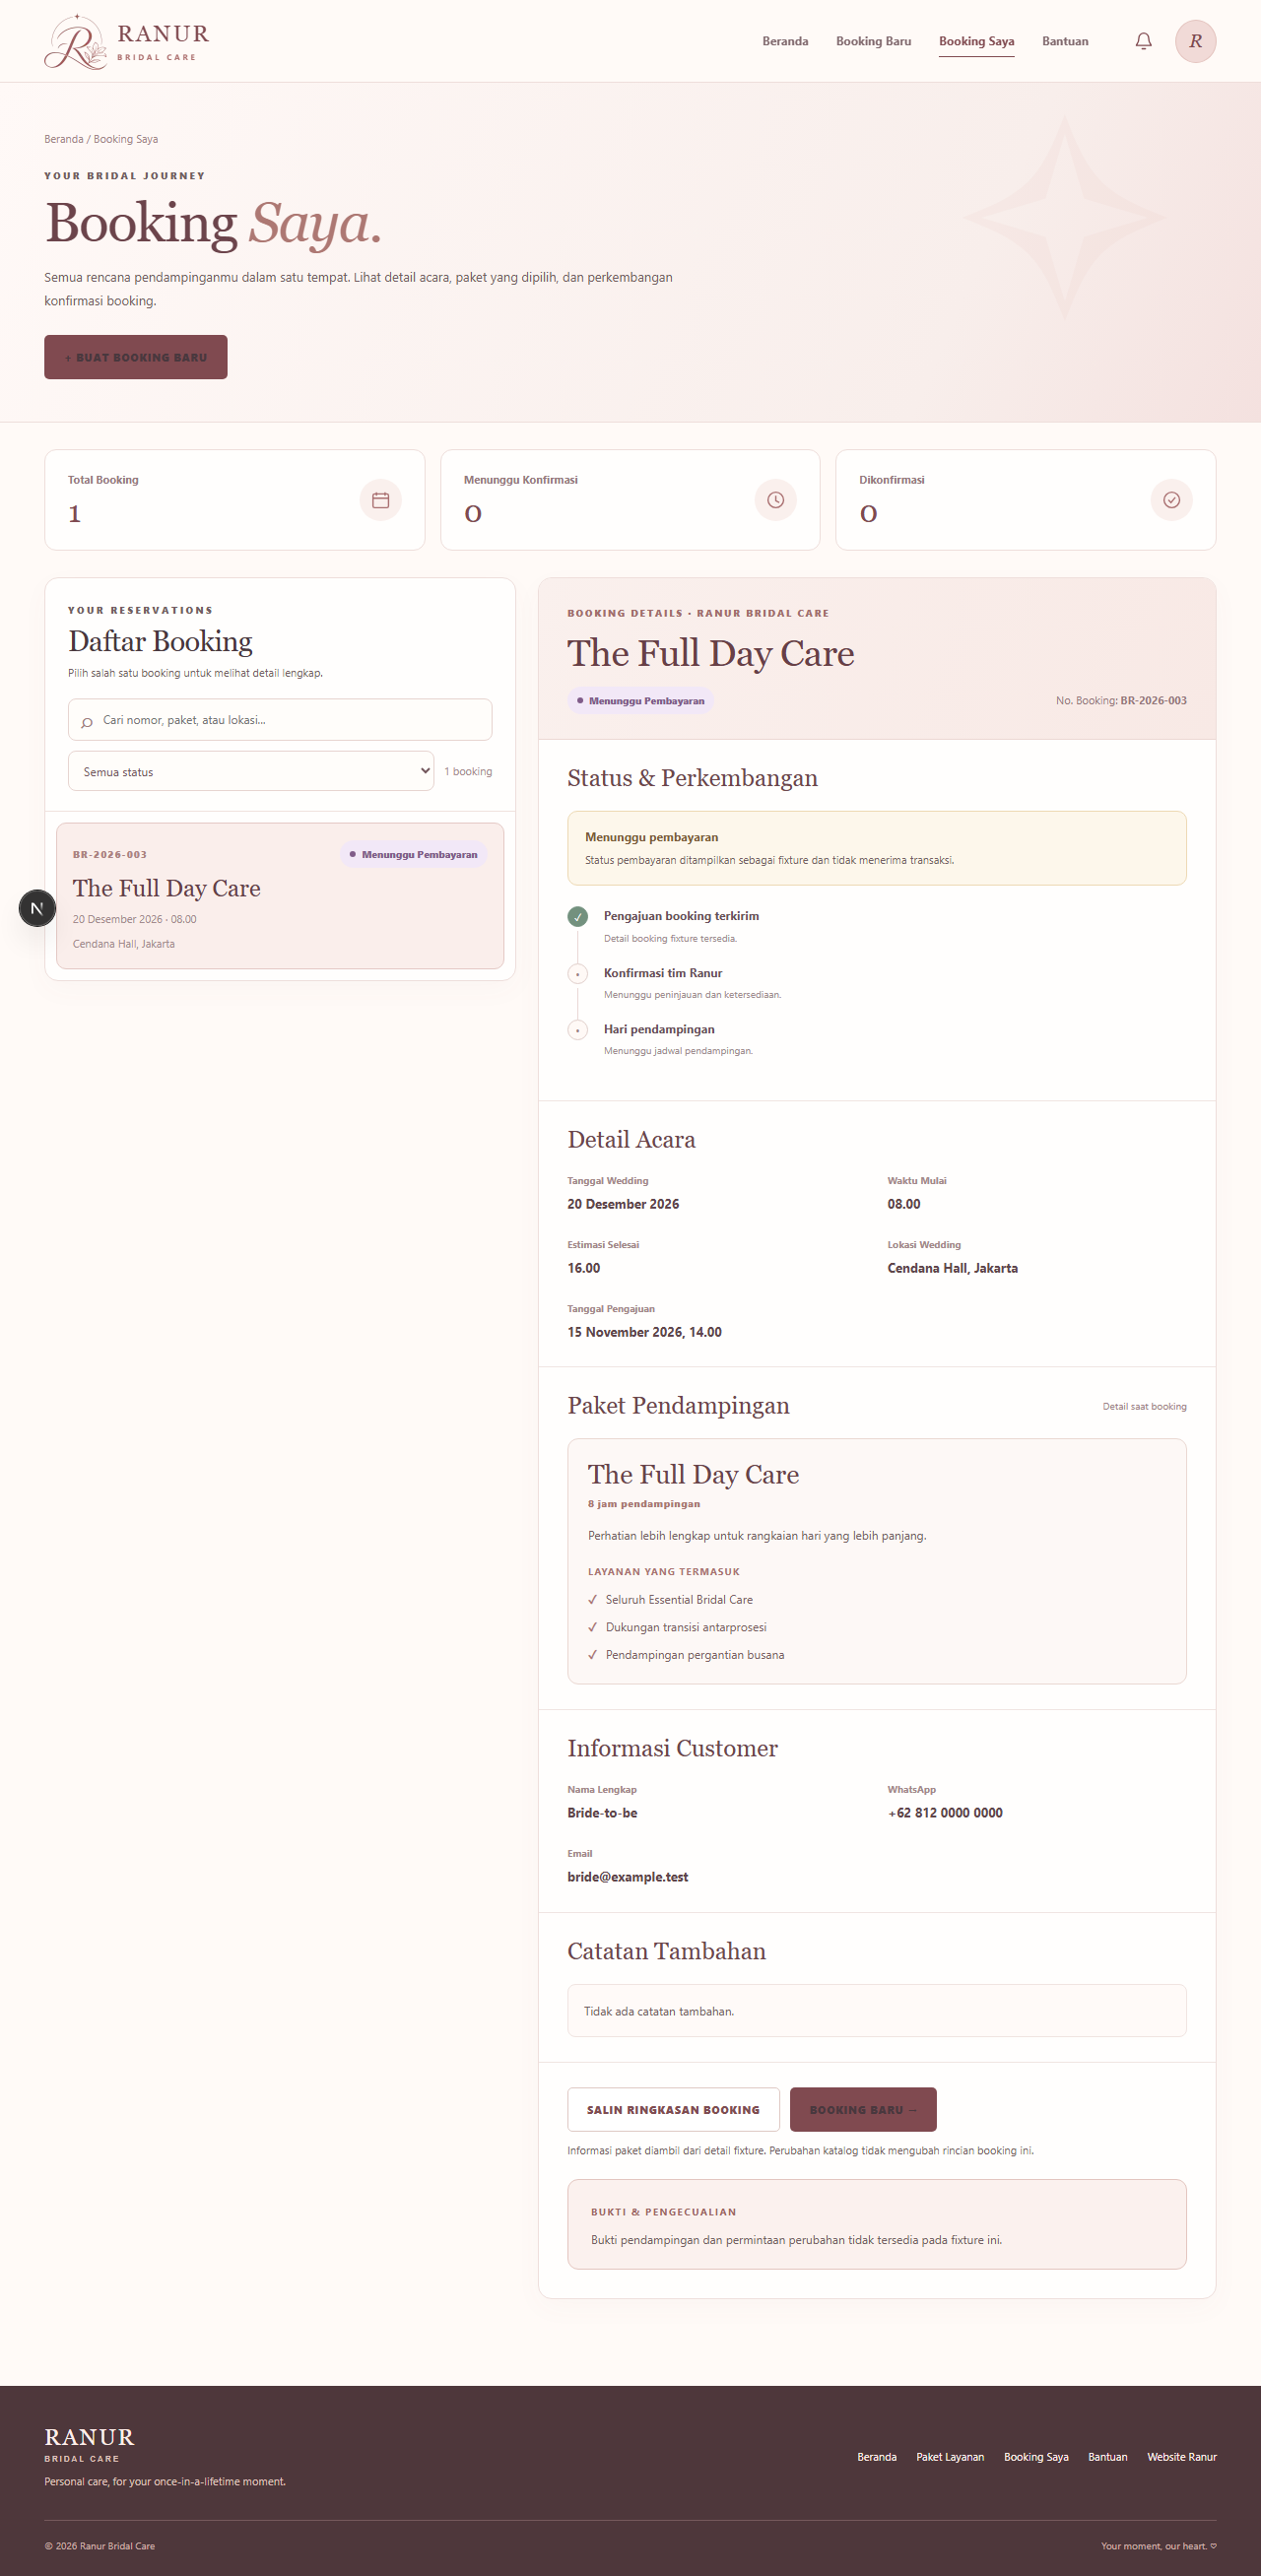 RANUR
BRIDAL CARE
Beranda
Booking Baru
Booking Saya
Bantuan
R
Beranda / Booking Saya
YOUR BRIDAL JOURNEY
Booking Saya.
Semua rencana pendampinganmu dalam satu tempat. Lihat detail acara, paket yang dipilih, dan perkembangan
konfirmasi booking.
+ BUAT BOOKING BARU
Total Booking
1
Menunggu Konfirmasi
0
Dikonfirmasi
0
YOUR RESERVATIONS
Daftar Booking
Pilih salah satu booking untuk melihat detail lengkap.
Cari nomor, paket, atau lokasi...
Semua status
1 booking
BR-2026-003
Menunggu Pembayaran
The Full Day Care
20 Desember 2026 · 08.00
Cendana Hall, Jakarta
N
BOOKING DETAILS • RANUR BRIDAL CARE
The Full Day Care
Menunggu Pembayaran
No. Booking: BR-2026-003
Status & Perkembangan
Menunggu pembayaran
Status pembayaran ditampilkan sebagai fixture dan tidak menerima transaksi.
✓ Pengajuan booking terkirim
Detail booking fixture tersedia.
Konfirmasi tim Ranur
Menunggu peninjauan dan ketersediaan.
Hari pendampingan
Menunggu jadwal pendampingan.
Detail Acara
Tanggal Wedding
20 Desember 2026
Waktu Mulai
08.00
Estimasi Selesai
16.00
Lokasi Wedding
Cendana Hall, Jakarta
Tanggal Pengajuan
15 November 2026, 14.00
Paket Pendampingan
Detail saat booking
The Full Day Care
8 jam pendampingan
Perhatian lebih lengkap untuk rangkaian hari yang lebih panjang.
LAYANAN YANG TERMASUK
✓ Seluruh Essential Bridal Care
✓ Dukungan transisi antarprosesi
✓ Pendampingan pergantian busana
Informasi Customer
Nama Lengkap
Bride-to-be
WhatsApp
+62 812 0000 0000
Email
bride@example.test
Catatan Tambahan
Tidak ada catatan tambahan.
SALIN RINGKASAN BOOKING
BOOKING BARU →
Informasi paket diambil dari detail fixture. Perubahan katalog tidak mengubah rincian booking ini.
BUKTI & PENGECUALIAN
Bukti pendampingan dan permintaan perubahan tidak tersedia pada fixture ini.
RANUR
BRIDAL CARE
Personal care, for your once-in-a-lifetime moment.
Beranda
Paket Layanan
Booking Saya
Bantuan
Website Ranur
© 2026 Ranur Bridal Care
Your moment, our heart. ♡